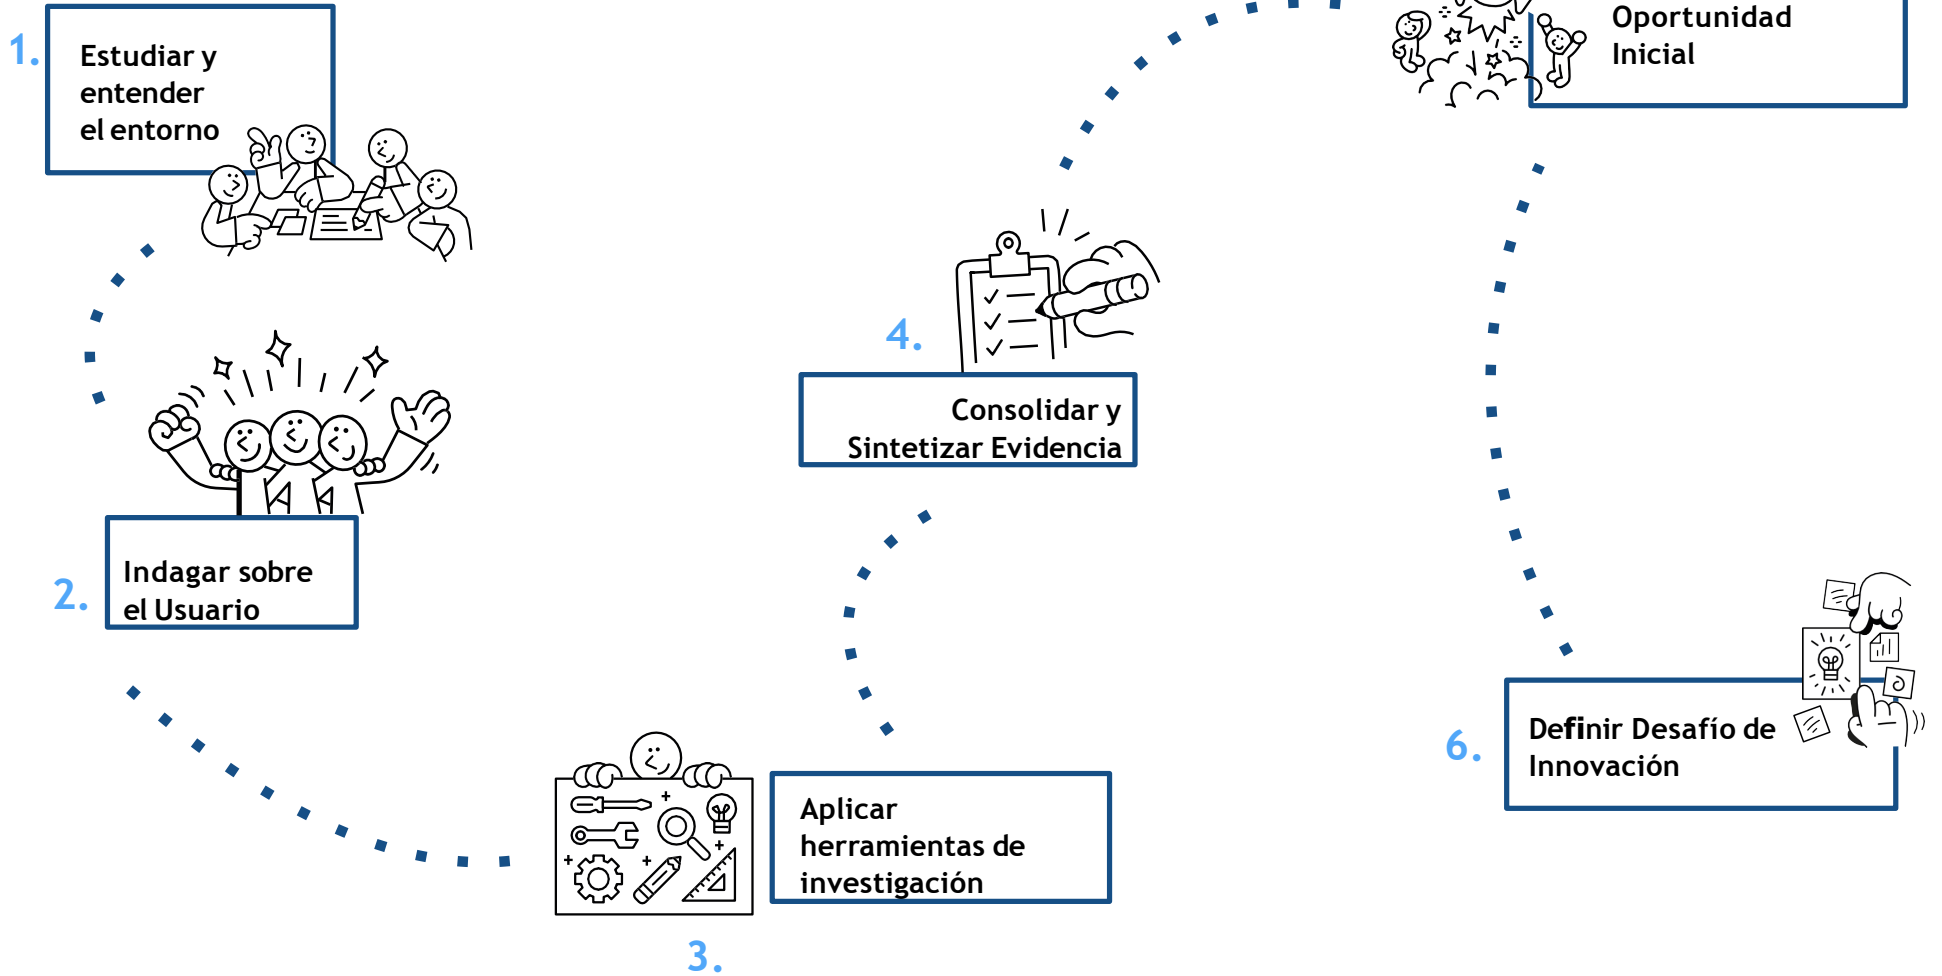 1.
Estudiar y
entender
el entorno
2.
Indagar sobre
el Usuario
3.
Aplicar
herramientas de
investigación
4.
Consolidar y
Sintetizar Evidencia
Oportunidad
Inicial
6.
Definir Desafío de
Innovación